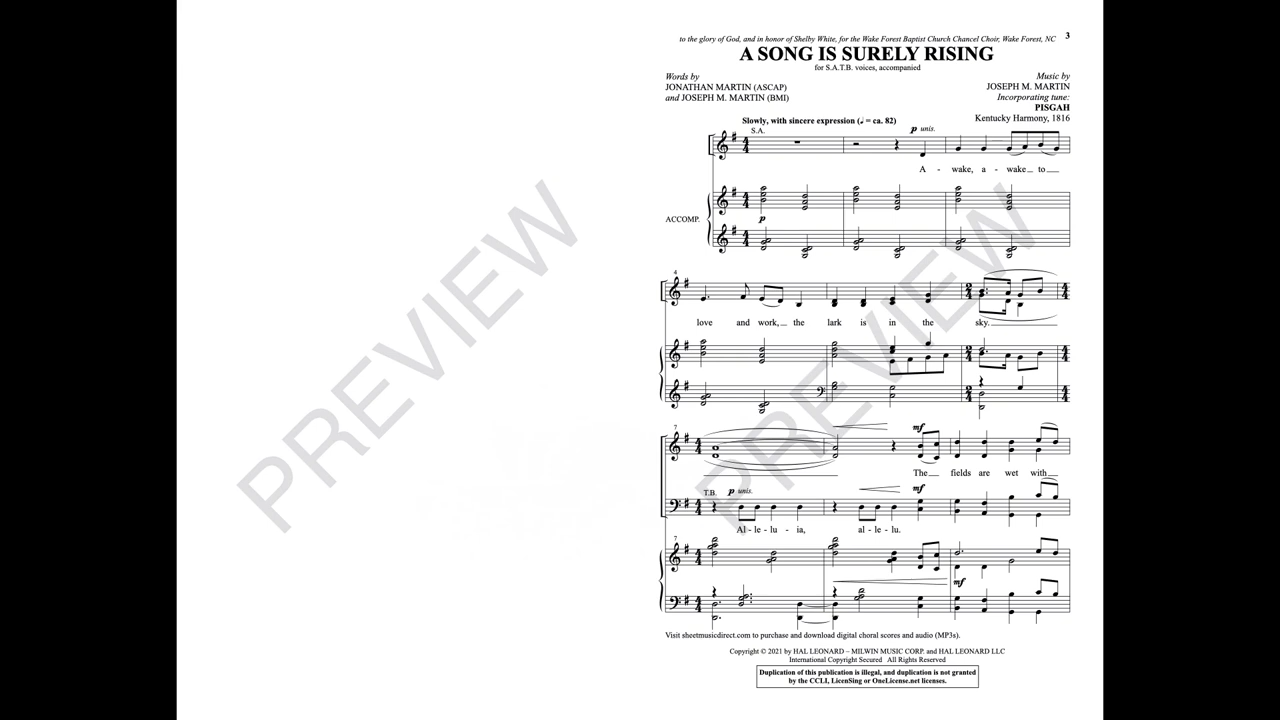 to the glory of God, and in honor of Shelby White, for the Wake Forest Baptist Church Chancel Choir, Wake Forest, NC 3
A SONG IS SURELY RISING
for S.A.T.B. voices, accompanied
Words by
JONATHAN MARTIN (ASCAP)
and JOSEPH M. MARTIN (BMI)
Music by
JOSEPH M. MARTIN
Incorporating tune:
PISGAH
Kentucky Harmony, 1816
Slowly, with sincere expression (♩ = ca. 82)
S.A.
p unis.
A - wake, a - wake to
ACCOMP.
p
4
love and work, the lark is in the sky.
7
mf
The fields are wet with
T.B. p unis. mf
Al - le - lu - ia, al - le - lu.
7
mf
PREVIEW
PREVIEW
Visit sheetmusicdirect.com to purchase and download digital choral scores and audio (MP3s).
Copyright © 2021 by HAL LEONARD – MILWIN MUSIC CORP. and HAL LEONARD LLC
International Copyright Secured All Rights Reserved
Duplication of this publication is illegal, and duplication is not granted
by the CCLI, LicenSing or OneLicense.net licenses.